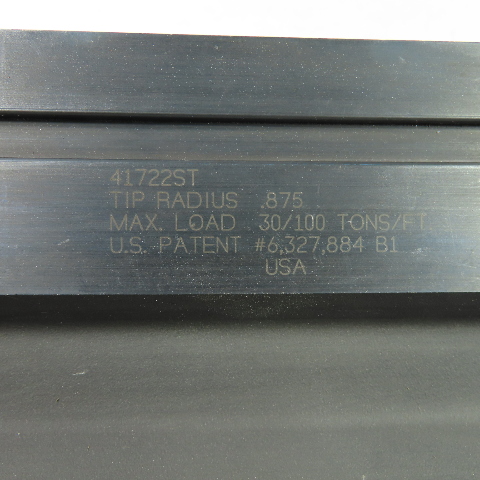 41722ST
TIP RADIUS .875
MAX. LOAD 30/100 TONS/FT
U.S. PATENT #6,327,884 B1
USA